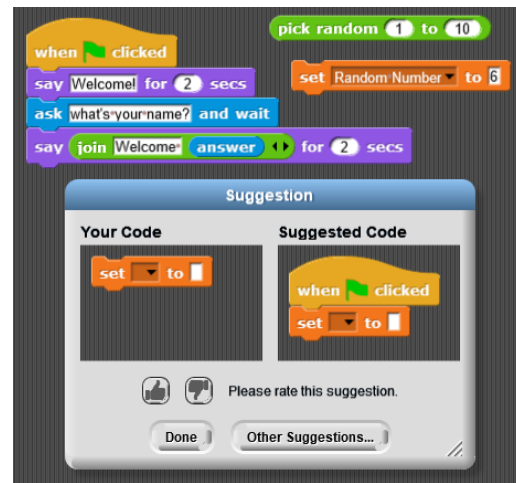 pick random 1 to 10
when clicked
set Random Number to 6
say Welcome! for 2 secs
ask what's your name? and wait
say join Welcome answer for 2 secs
Suggestion
Your Code
Suggested Code
set to
when clicked
set to
Please rate this suggestion.
Done
Other Suggestions...